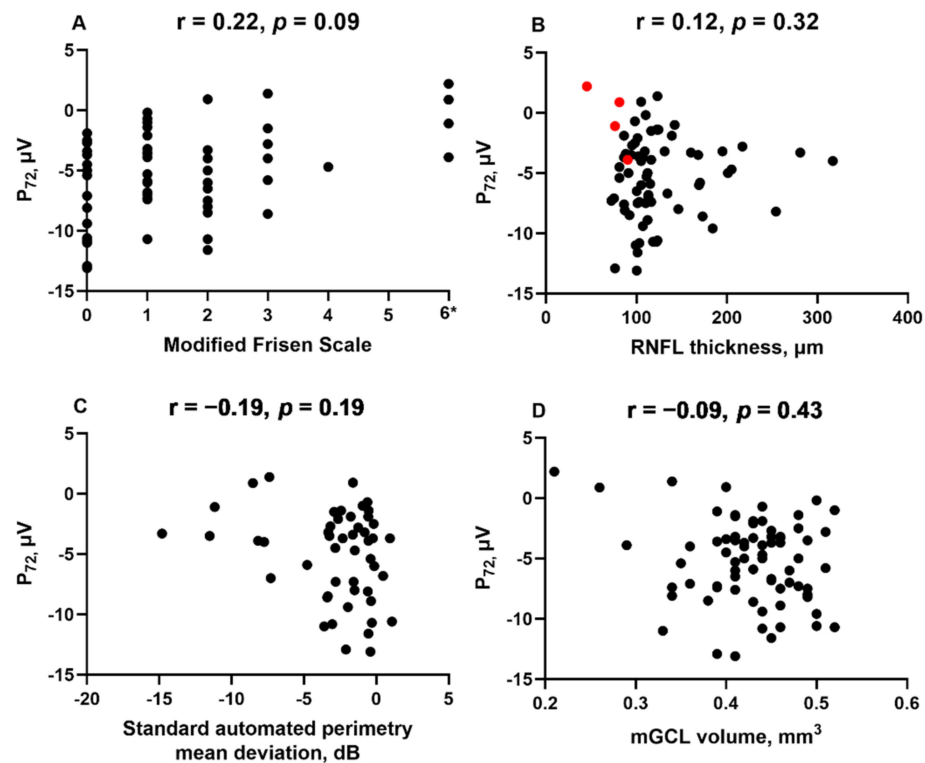 A
r = 0.22, p = 0.09
5
0
-5
-10
-15
P72, µV
0 1 2 3 4 5 6*
Modified Frisen Scale
B
r = 0.12, p = 0.32
5
0
-5
-10
-15
P72, µV
0 100 200 300 400
RNFL thickness, µm
C
r = −0.19, p = 0.19
5
0
-5
-10
-15
P72, µV
-20 -15 -10 -5 0 5
Standard automated perimetry
mean deviation, dB
D
r = −0.09, p = 0.43
5
0
-5
-10
-15
P72, µV
0.2 0.3 0.4 0.5 0.6
mGCL volume, mm3